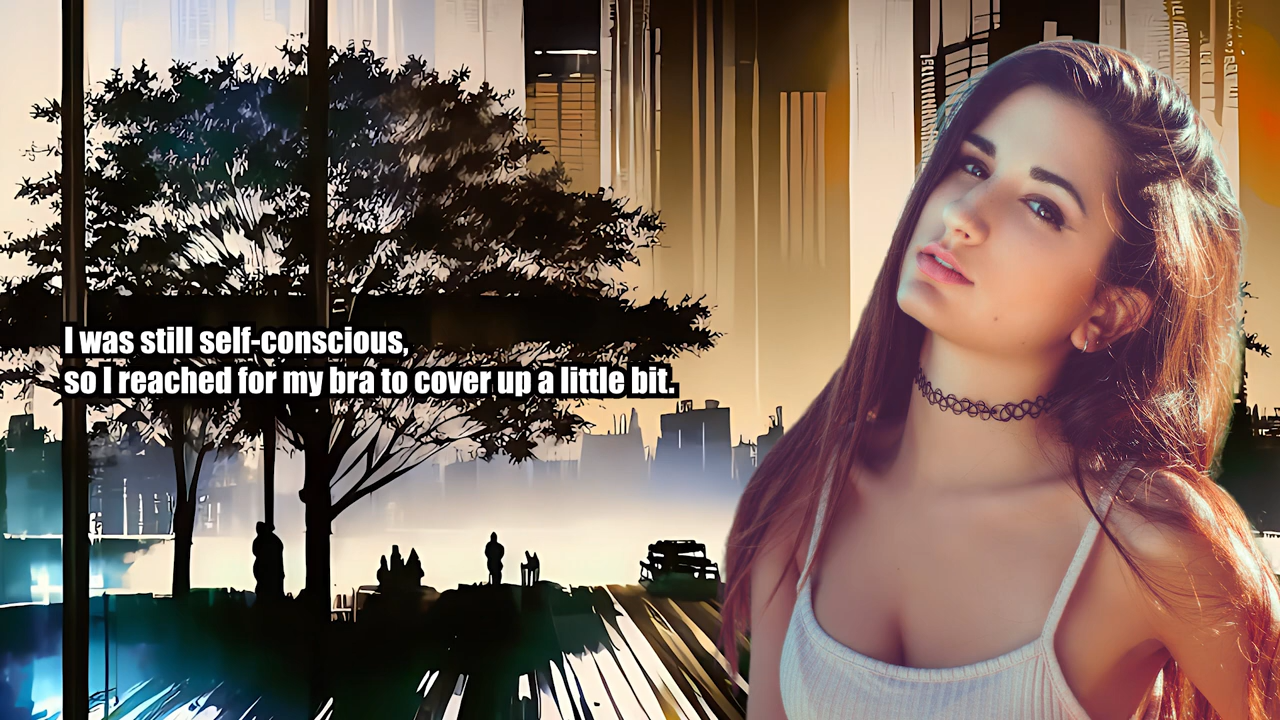 I was still self-conscious,
so I reached for my bra to cover up a little bit.